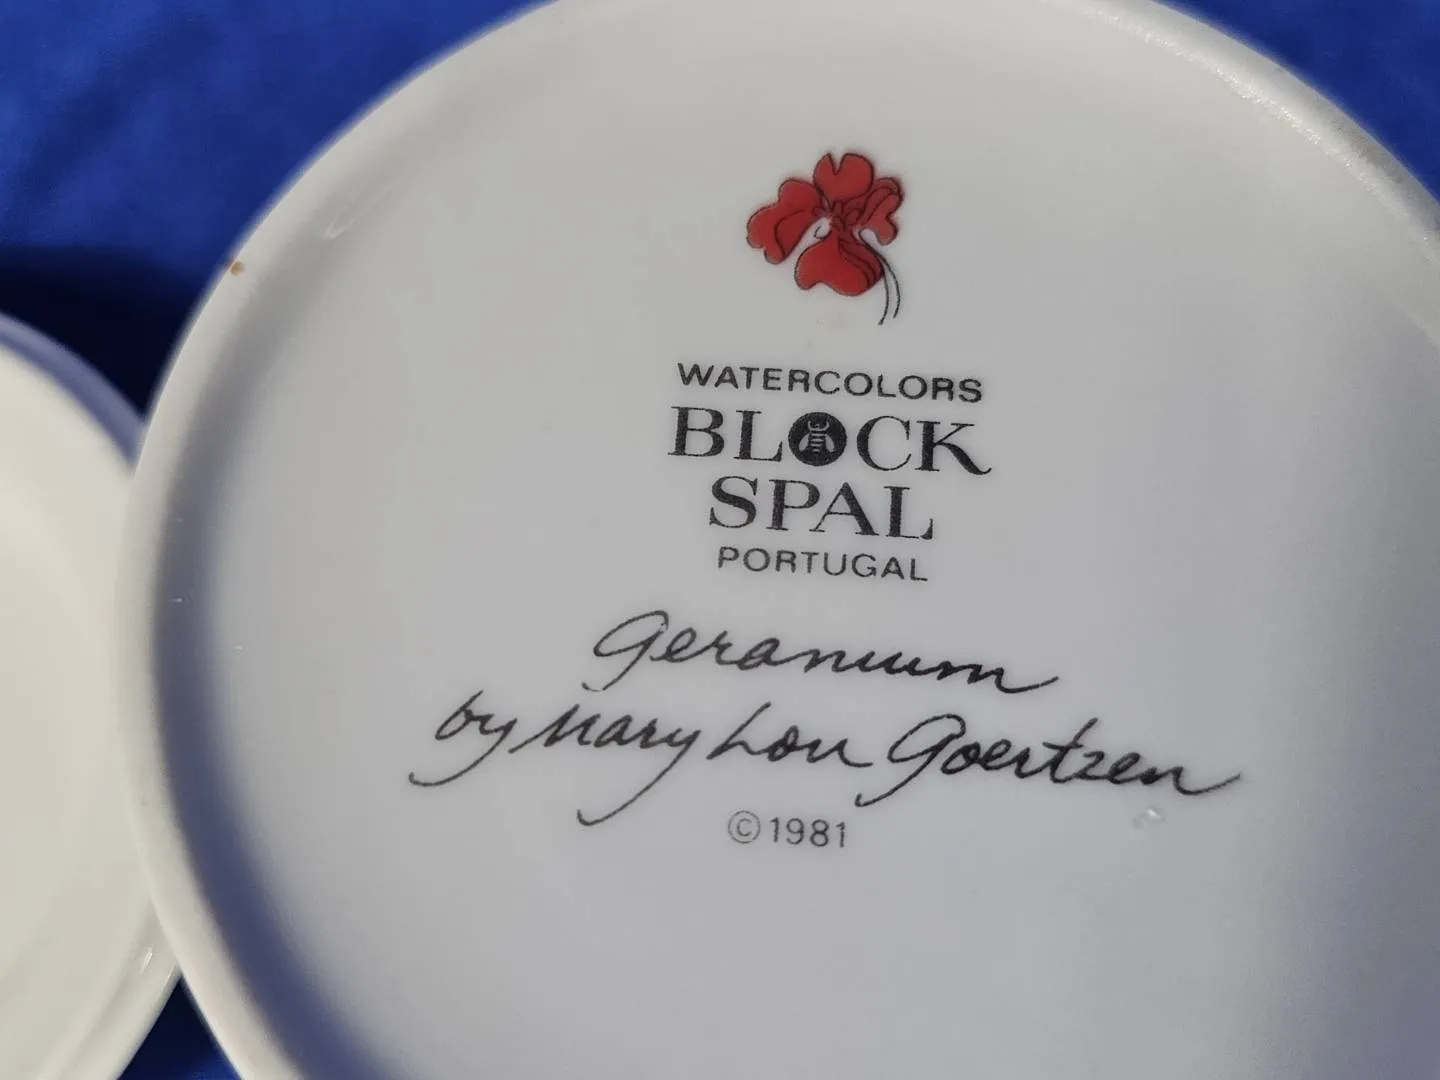 WATERCOLORS
BLOCK
SPAL
PORTUGAL
Geranium
by Mary Lou Goertzen
©1981